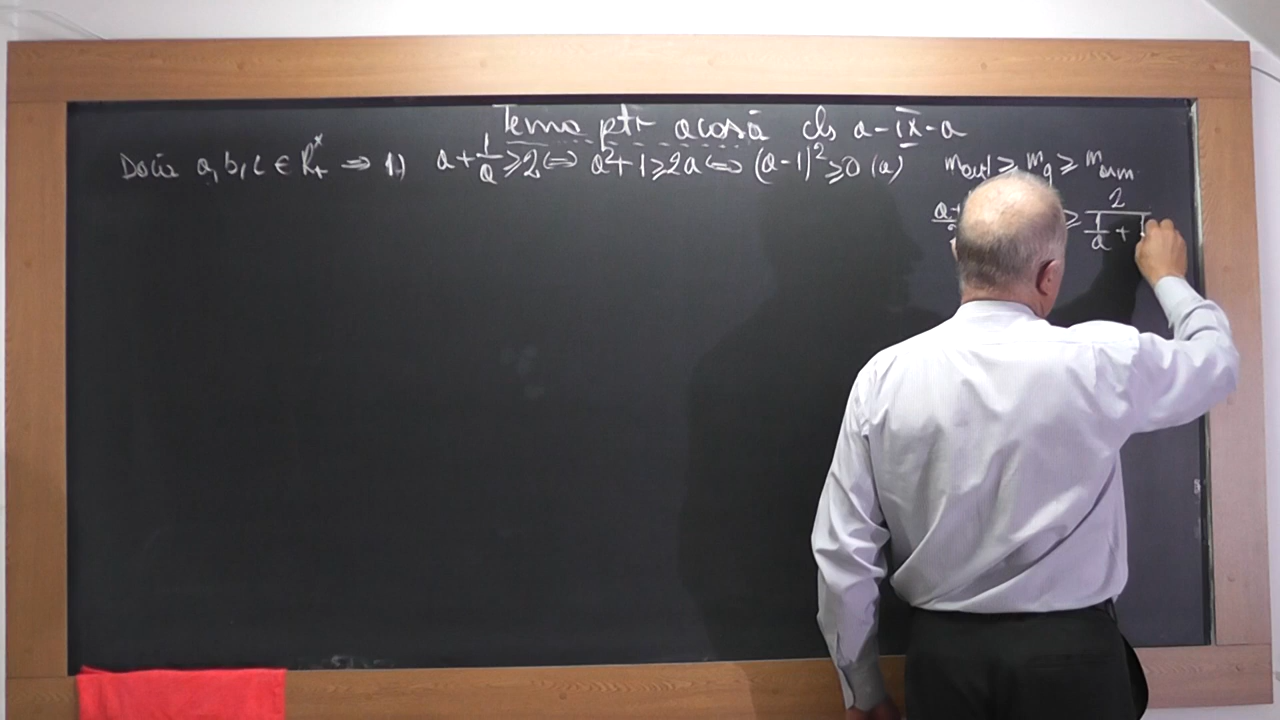 Tema ptr acasă cls a-IX-a
Dacă a, b, c ∈ R₊* ⇒ 1) a + 1/a ≥ 2 ⇔ a² + 1 ≥ 2a ⇔ (a-1)² ≥ 0 (a) m_g ≥ m_arm
≥ 2/(1/a +